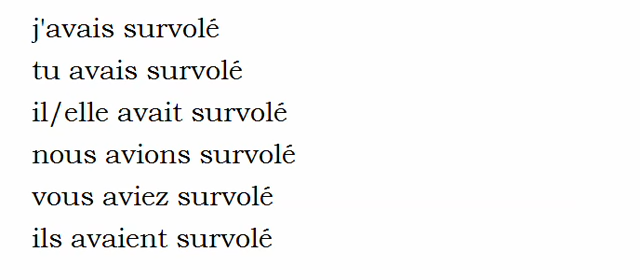 j'avais survolé
tu avais survolé
il/elle avait survolé
nous avions survolé
vous aviez survolé
ils avaient survolé